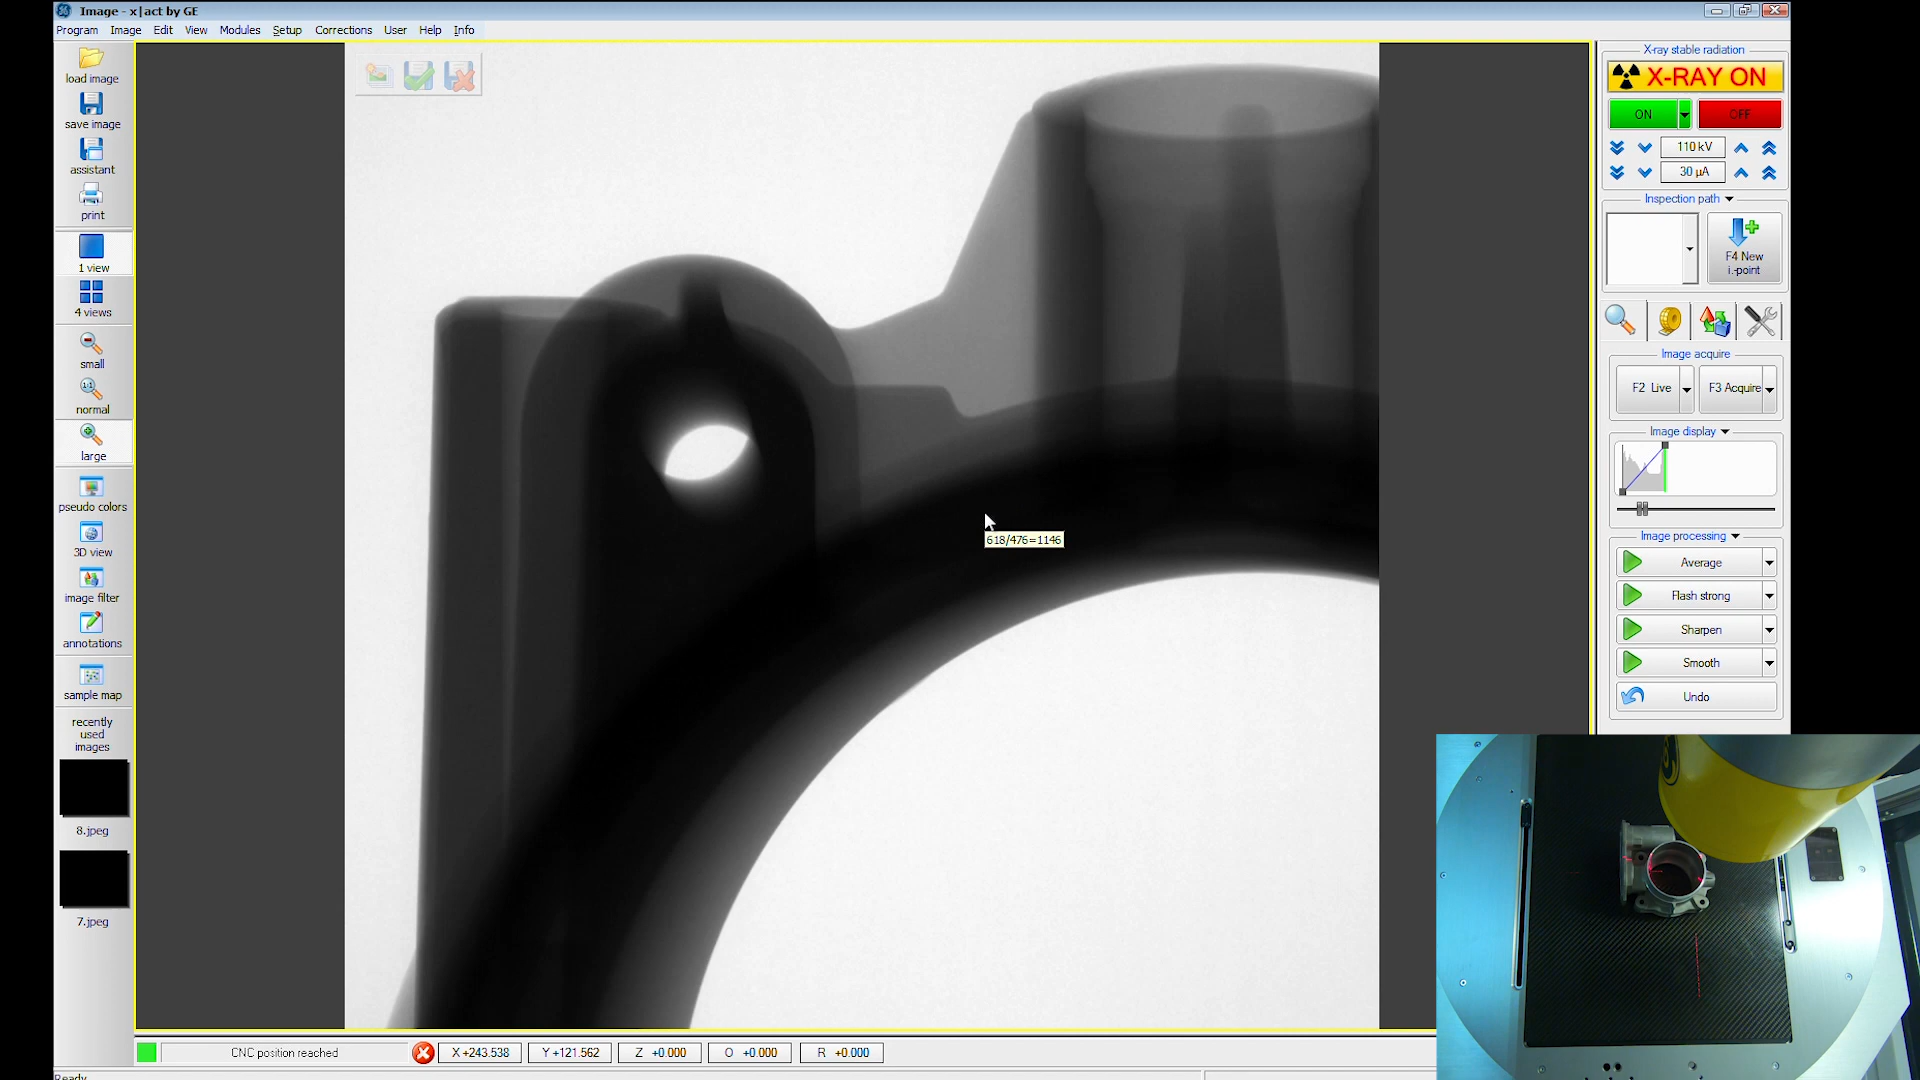 Image - x|act by GE
Program Image Edit View Modules Setup Corrections User Help Info
load image
save image
assistant
print
1 view
4 views
small
1:1
normal
large
pseudo colors
3D view
image filter
annotations
sample map
recently
used
images
8.jpeg
7.jpeg
618/476=1146
X-ray stable radiation
X-RAY ON
ON OFF
110 kV
30 µA
Inspection path
F4 New
i.-point
Image acquire
F2 Live F3 Acquire
Image display
Image processing
Average
Flash strong
Sharpen
Smooth
Undo
CNC position reached X +243.538 Y +121.562 Z +0.000 O +0.000 R +0.000
Ready